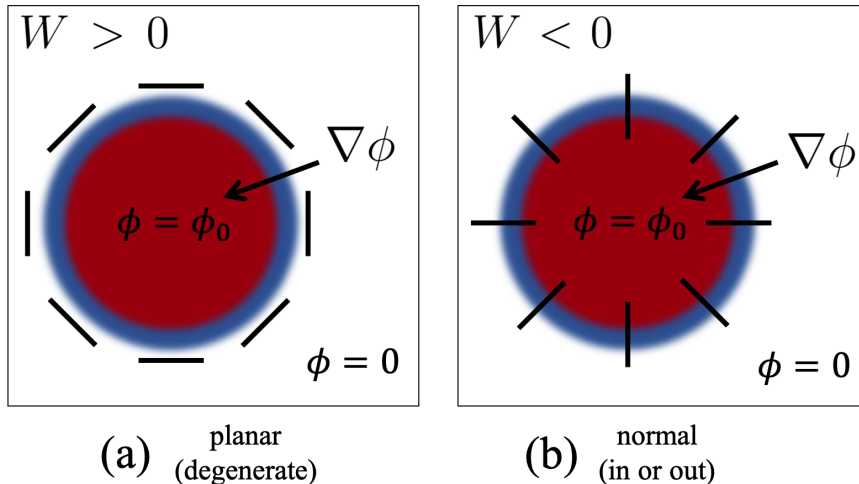 W > 0
∇ϕ
ϕ = ϕ₀
ϕ = 0
(a) planar
(degenerate)
W < 0
∇ϕ
ϕ = ϕ₀
ϕ = 0
(b) normal
(in or out)